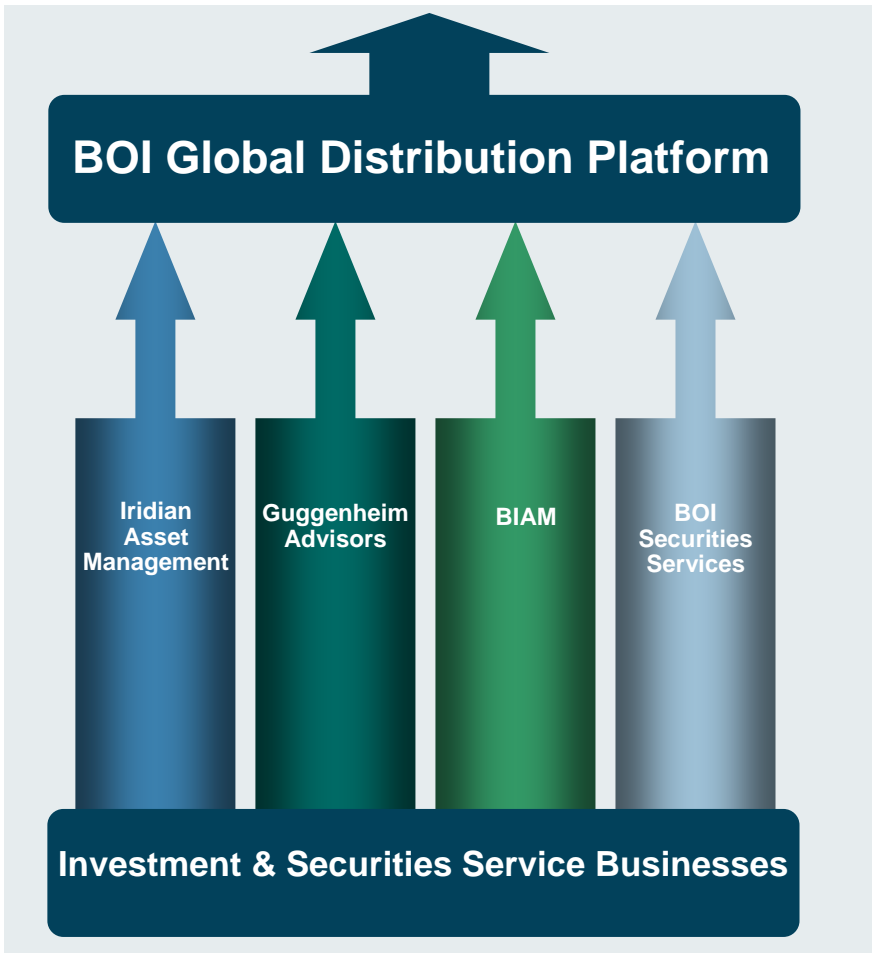 BOI Global Distribution Platform
Iridian
Asset
Management
Guggenheim
Advisors
BIAM
BOI
Securities
Services
Investment & Securities Service Businesses